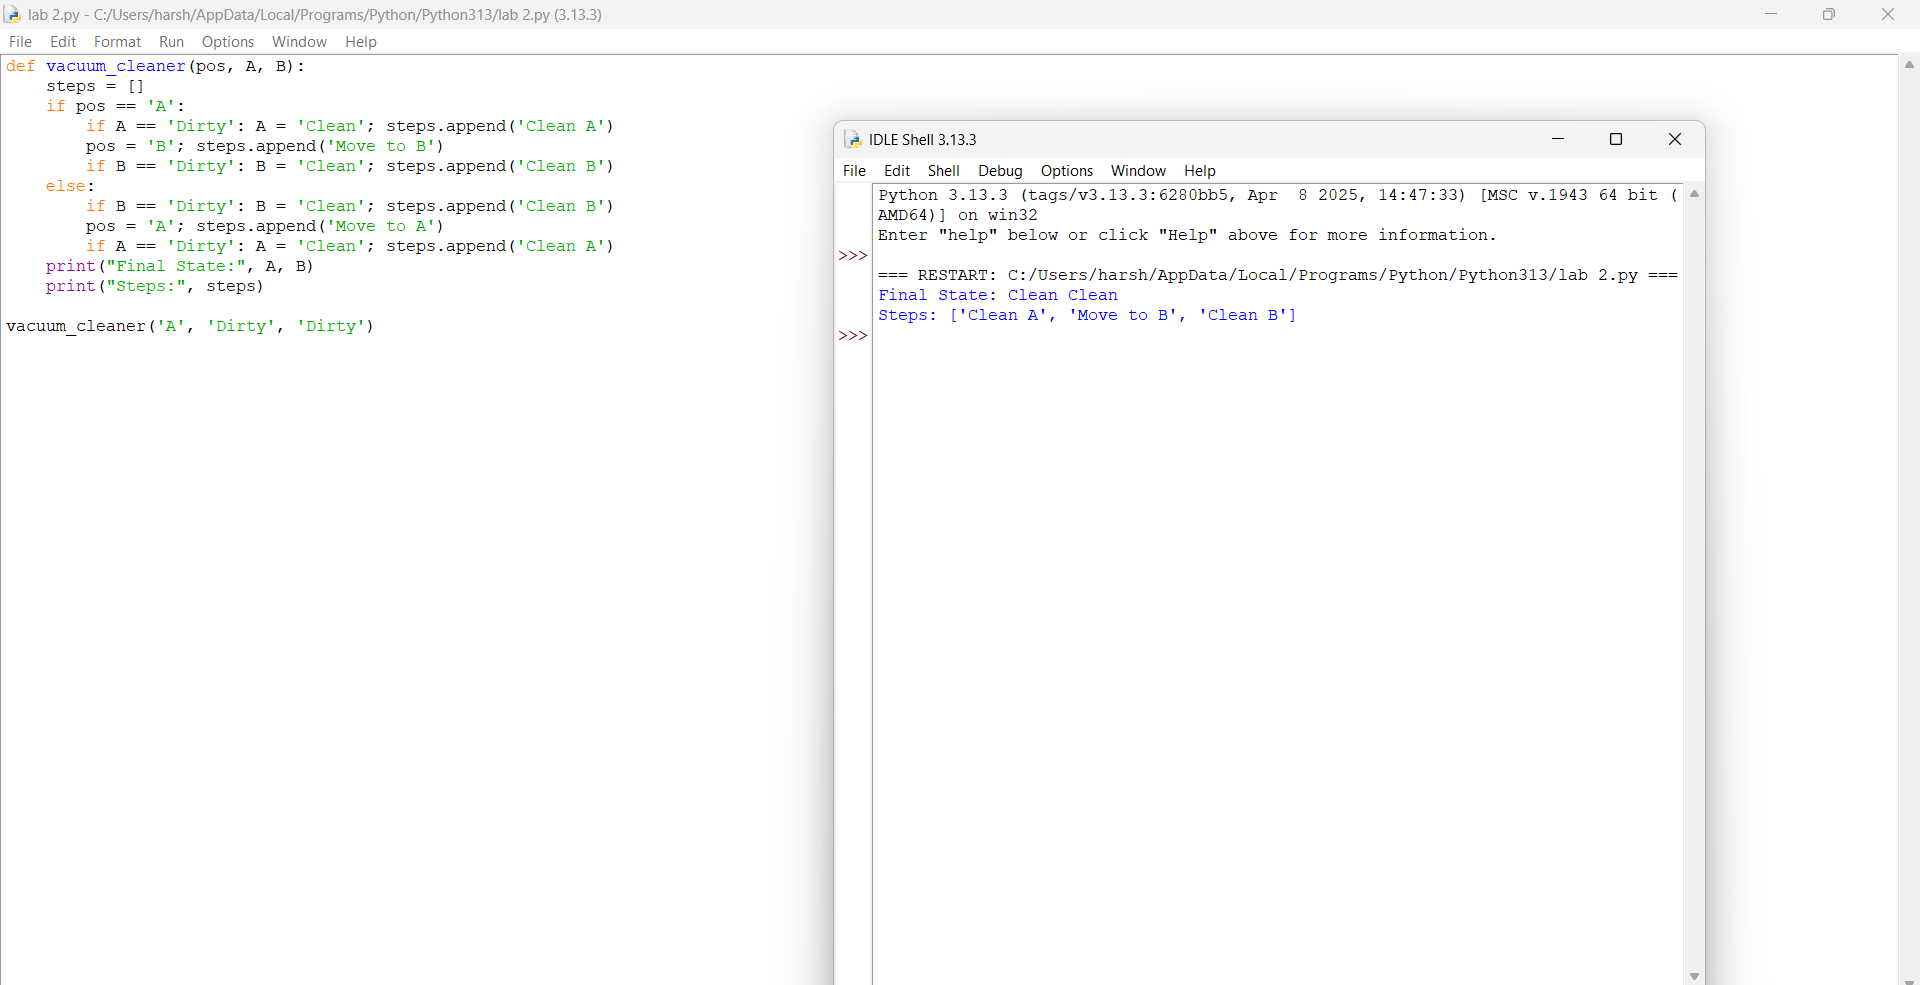 lab 2.py - C:/Users/harsh/AppData/Local/Programs/Python/Python313/lab 2.py (3.13.3)
File Edit Format Run Options Window Help
def vacuum_cleaner(pos, A, B):
    steps = []
    if pos == 'A':
        if A == 'Dirty': A = 'Clean'; steps.append('Clean A')
        pos = 'B'; steps.append('Move to B')
        if B == 'Dirty': B = 'Clean'; steps.append('Clean B')
    else:
        if B == 'Dirty': B = 'Clean'; steps.append('Clean B')
        pos = 'A'; steps.append('Move to A')
        if A == 'Dirty': A = 'Clean'; steps.append('Clean A')
    print("Final State:", A, B)
    print("Steps:", steps)
vacuum_cleaner('A', 'Dirty', 'Dirty')
IDLE Shell 3.13.3
File Edit Shell Debug Options Window Help
Python 3.13.3 (tags/v3.13.3:6280bb5, Apr  8 2025, 14:47:33) [MSC v.1943 64 bit (
AMD64)] on win32
Enter "help" below or click "Help" above for more information.
>>>
=== RESTART: C:/Users/harsh/AppData/Local/Programs/Python/Python313/lab 2.py ===
Final State: Clean Clean
Steps: ['Clean A', 'Move to B', 'Clean B']
>>>